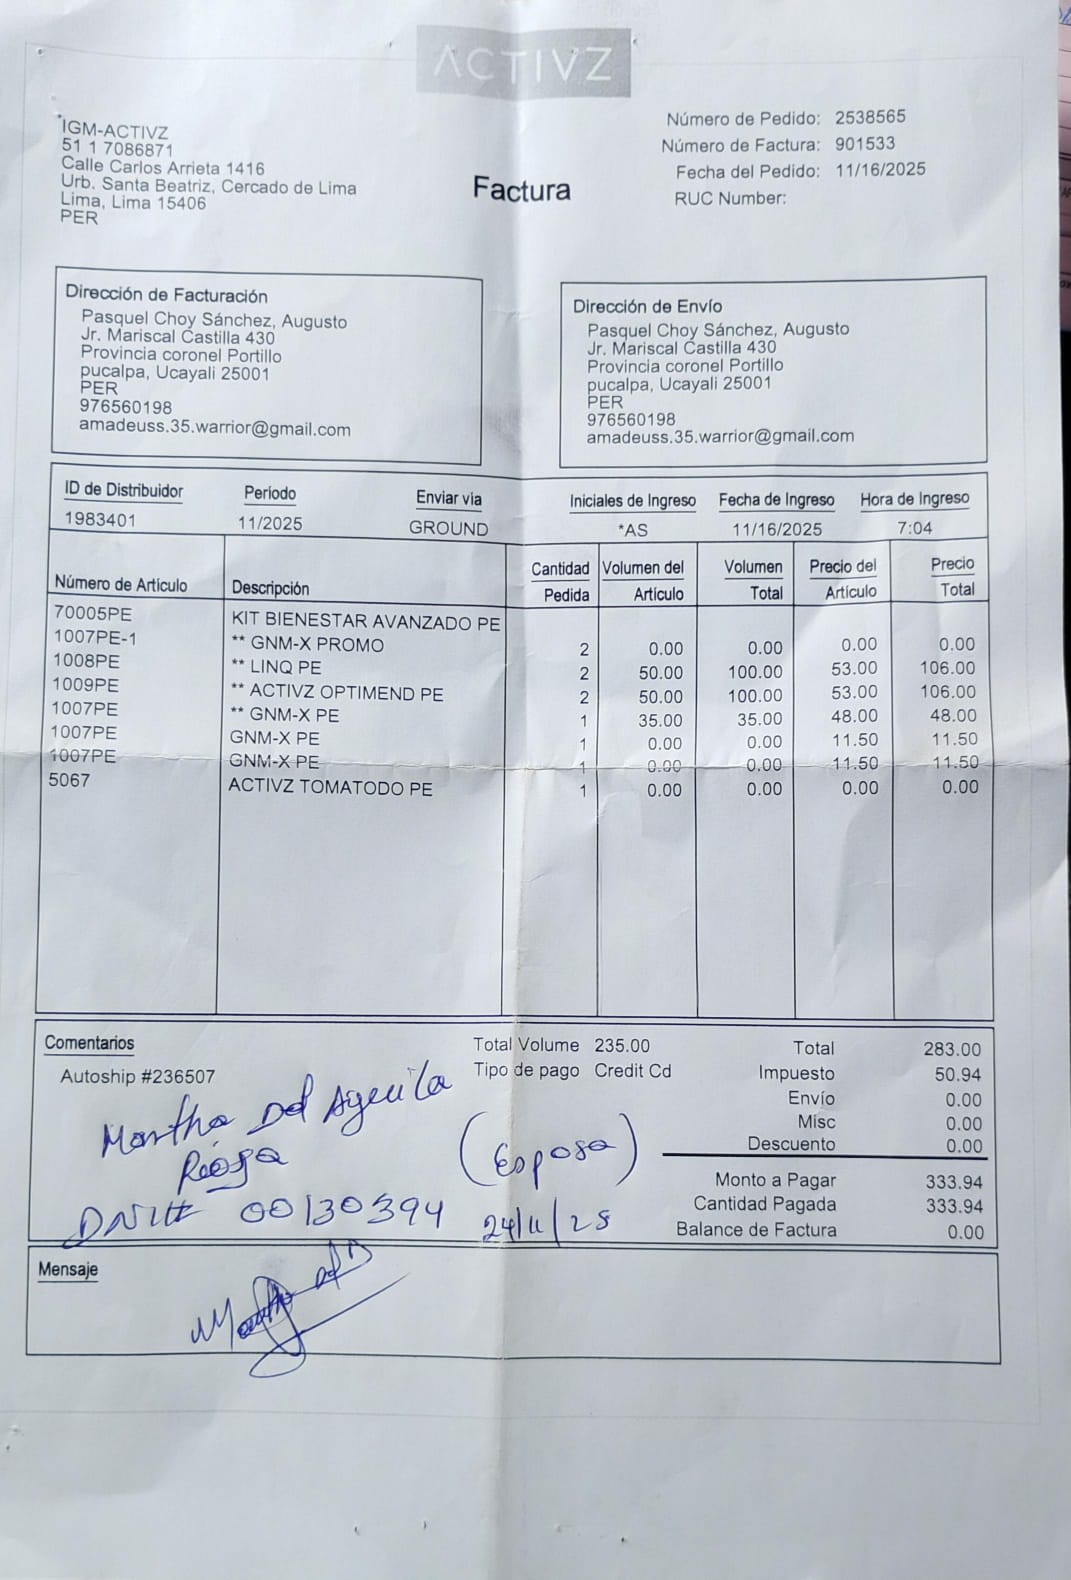 ACTIVZ
IGM-ACTIVZ
51 1 7086871
Calle Carlos Arrieta 1416
Urb. Santa Beatriz, Cercado de Lima
Lima, Lima 15406
PER
Factura
Número de Pedido: 2538565
Número de Factura: 901533
Fecha del Pedido: 11/16/2025
RUC Number:
Dirección de Facturación
Pasquel Choy Sánchez, Augusto
Jr. Mariscal Castilla 430
Provincia coronel Portillo
pucalpa, Ucayali 25001
PER
976560198
amadeuss.35.warrior@gmail.com
Dirección de Envío
Pasquel Choy Sánchez, Augusto
Jr. Mariscal Castilla 430
Provincia coronel Portillo
pucalpa, Ucayali 25001
PER
976560198
amadeuss.35.warrior@gmail.com
ID de Distribuidor Período Enviar via Iniciales de Ingreso Fecha de Ingreso Hora de Ingreso
1983401 11/2025 GROUND *AS 11/16/2025 7:04
Número de Artículo Descripción Cantidad Pedida Volumen del Artículo Volumen Total Precio del Artículo Precio Total
70005PE KIT BIENESTAR AVANZADO PE
1007PE-1 ** GNM-X PROMO 2 0.00 0.00 0.00 0.00
1008PE ** LINQ PE 2 50.00 100.00 53.00 106.00
1009PE ** ACTIVZ OPTIMEND PE 2 50.00 100.00 53.00 106.00
1007PE ** GNM-X PE 1 35.00 35.00 48.00 48.00
1007PE GNM-X PE 1 0.00 0.00 11.50 11.50
1007PE GNM-X PE 1 0.00 0.00 11.50 11.50
5067 ACTIVZ TOMATODO PE 1 0.00 0.00 0.00 0.00
Comentarios
Autoship #236507
Martha Del Aguila
(Esposa)
DNI# 00130394 24/11/25
Total Volume 235.00
Tipo de pago Credit Cd
Total 283.00
Impuesto 50.94
Envío 0.00
Misc 0.00
Descuento 0.00
Monto a Pagar 333.94
Cantidad Pagada 333.94
Balance de Factura 0.00
Mensaje